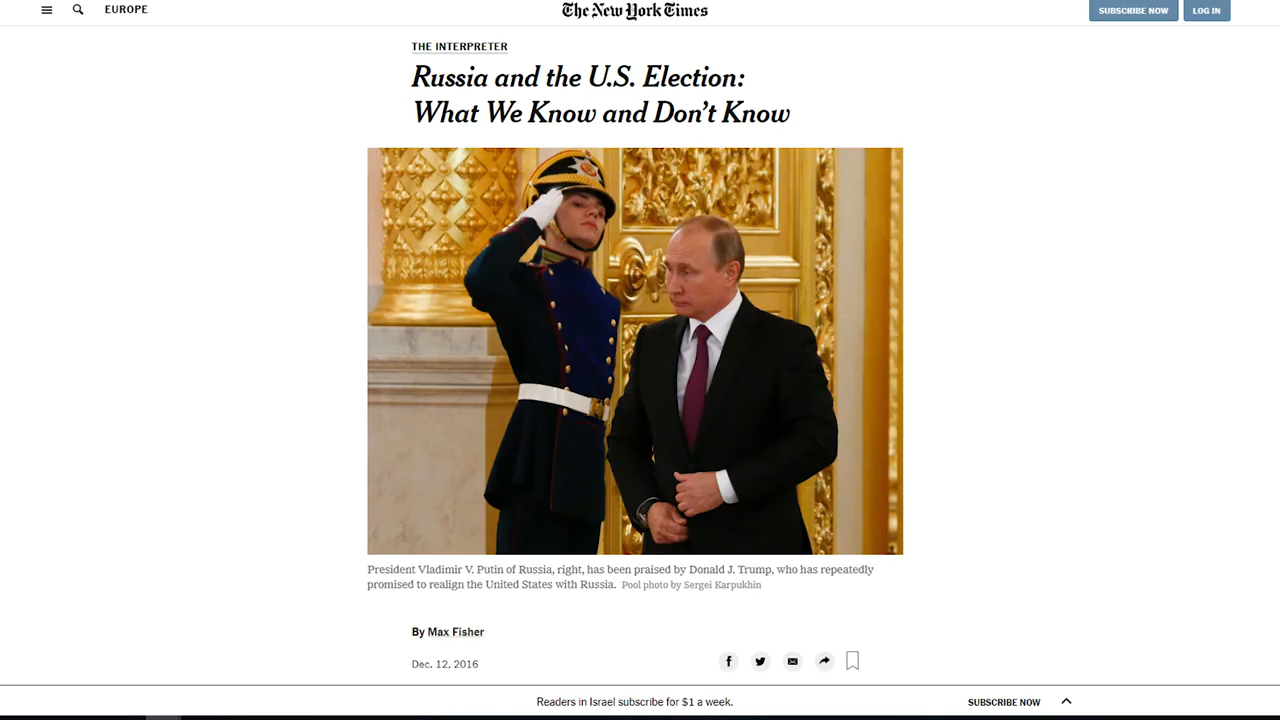 EUROPE
The New York Times
SUBSCRIBE NOW
LOG IN
THE INTERPRETER
Russia and the U.S. Election:
What We Know and Don't Know
President Vladimir V. Putin of Russia, right, has been praised by Donald J. Trump, who has repeatedly
promised to realign the United States with Russia. Pool photo by Sergei Karpukhin
By Max Fisher
Dec. 12, 2016
Readers in Israel subscribe for $1 a week.
SUBSCRIBE NOW